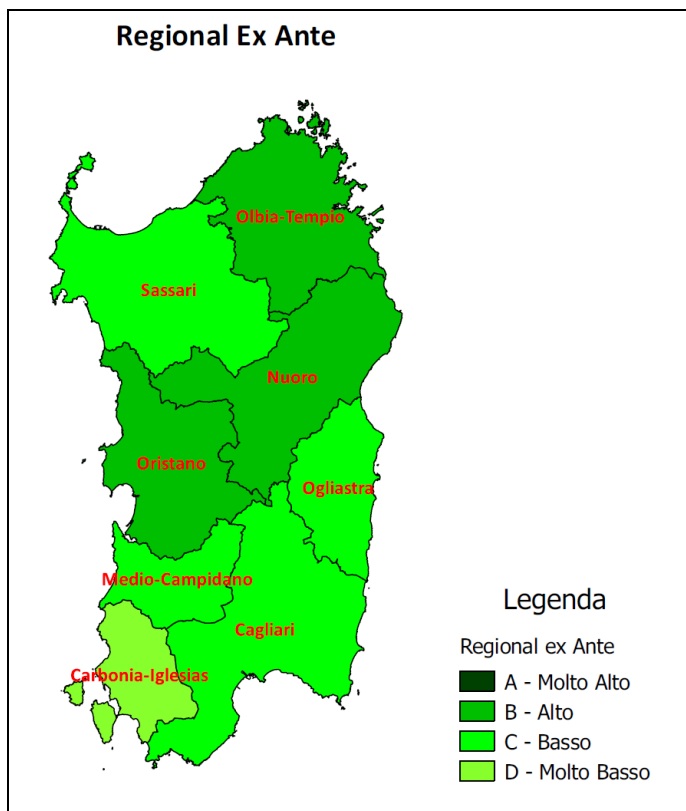 Regional Ex Ante
Olbia-Tempio
Sassari
Nuoro
Oristano
Ogliastra
Medio-Campidano
Cagliari
Carbonia-Iglesias
Legenda
Regional ex Ante
A - Molto Alto
B - Alto
C - Basso
D - Molto Basso